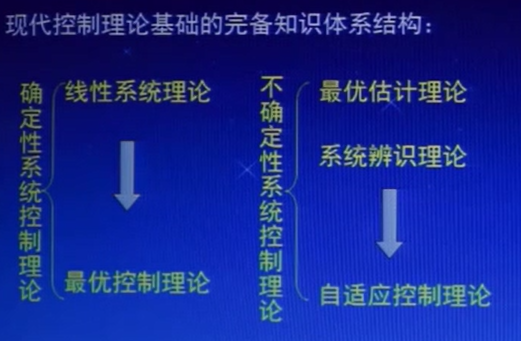 现代控制理论基础的完备知识体系结构：
确定性系统控制理论
线性系统理论
最优控制理论
不确定性系统控制理论
最优估计理论
系统辨识理论
自适应控制理论